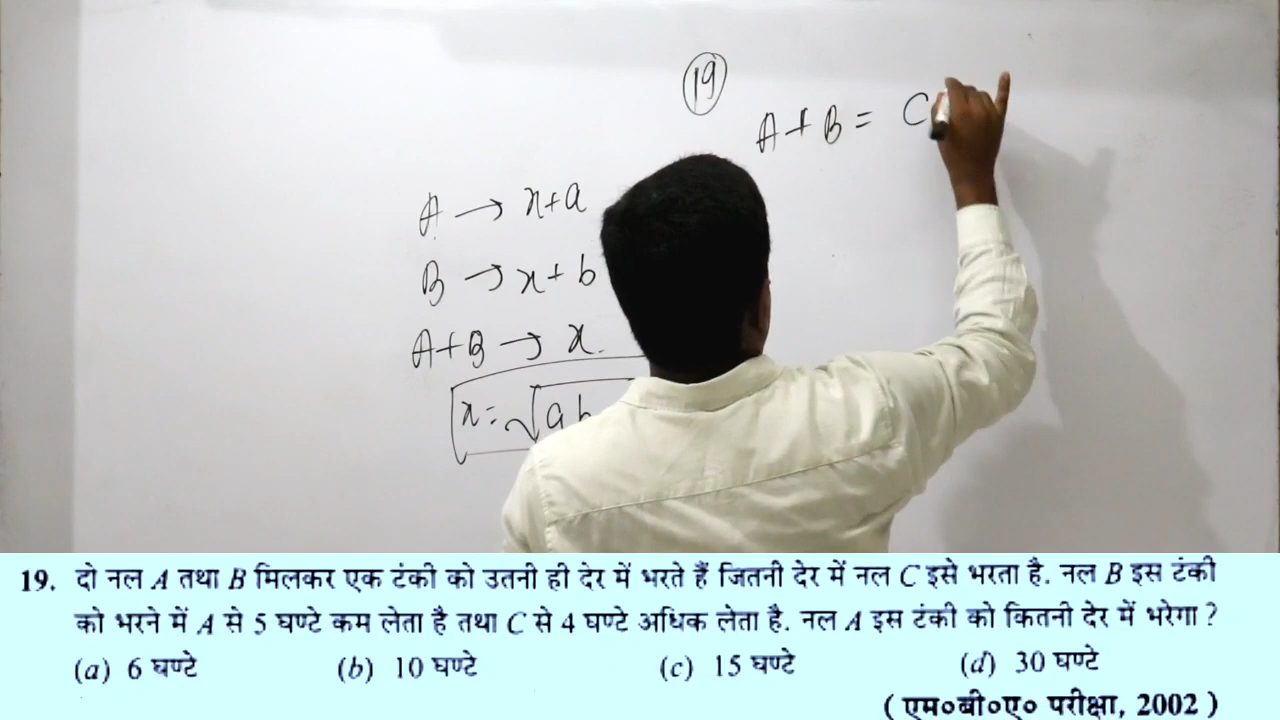 19
A + B = C
A → x+a
B → x+b
A+B → x.
x = √ab
19. दो नल A तथा B मिलकर एक टंकी को उतनी ही देर में भरते हैं जितनी देर में नल C इसे भरता है. नल B इस टंकी
को भरने में A से 5 घण्टे कम लेता है तथा C से 4 घण्टे अधिक लेता है. नल A इस टंकी को कितनी देर में भरेगा ?
(a) 6 घण्टे (b) 10 घण्टे (c) 15 घण्टे (d) 30 घण्टे
( एम०बी०ए० परीक्षा, 2002 )